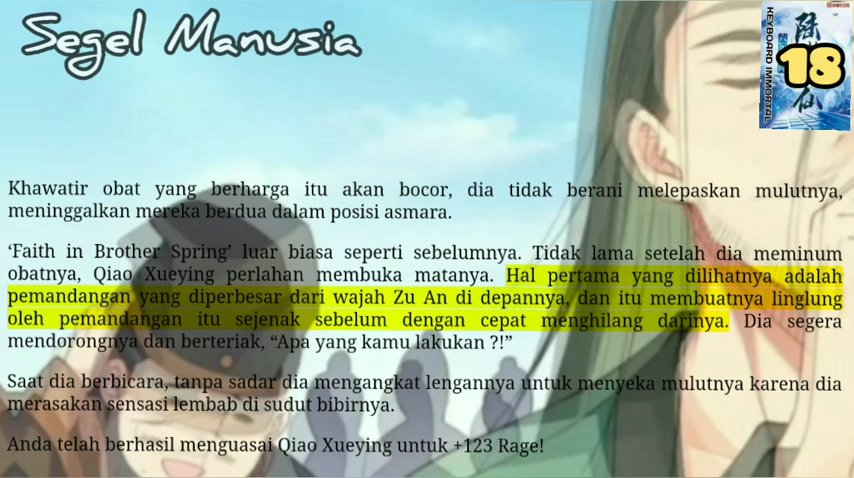 Segel Manusia
KEYBOARD IMMORTAL
18
Khawatir obat yang berharga itu akan bocor, dia tidak berani melepaskan mulutnya,
meninggalkan mereka berdua dalam posisi asmara.
‘Faith in Brother Spring’ luar biasa seperti sebelumnya. Tidak lama setelah dia meminum
obatnya, Qiao Xueying perlahan membuka matanya. Hal pertama yang dilihatnya adalah
pemandangan yang diperbesar dari wajah Zu An di depannya, dan itu membuatnya linglung
oleh pemandangan itu sejenak sebelum dengan cepat menghilang darinya. Dia segera
mendorongnya dan berteriak, “Apa yang kamu lakukan ?!”
Saat dia berbicara, tanpa sadar dia mengangkat lengannya untuk menyeka mulutnya karena dia
merasakan sensasi lembab di sudut bibirnya.
Anda telah berhasil menguasai Qiao Xueying untuk +123 Rage!